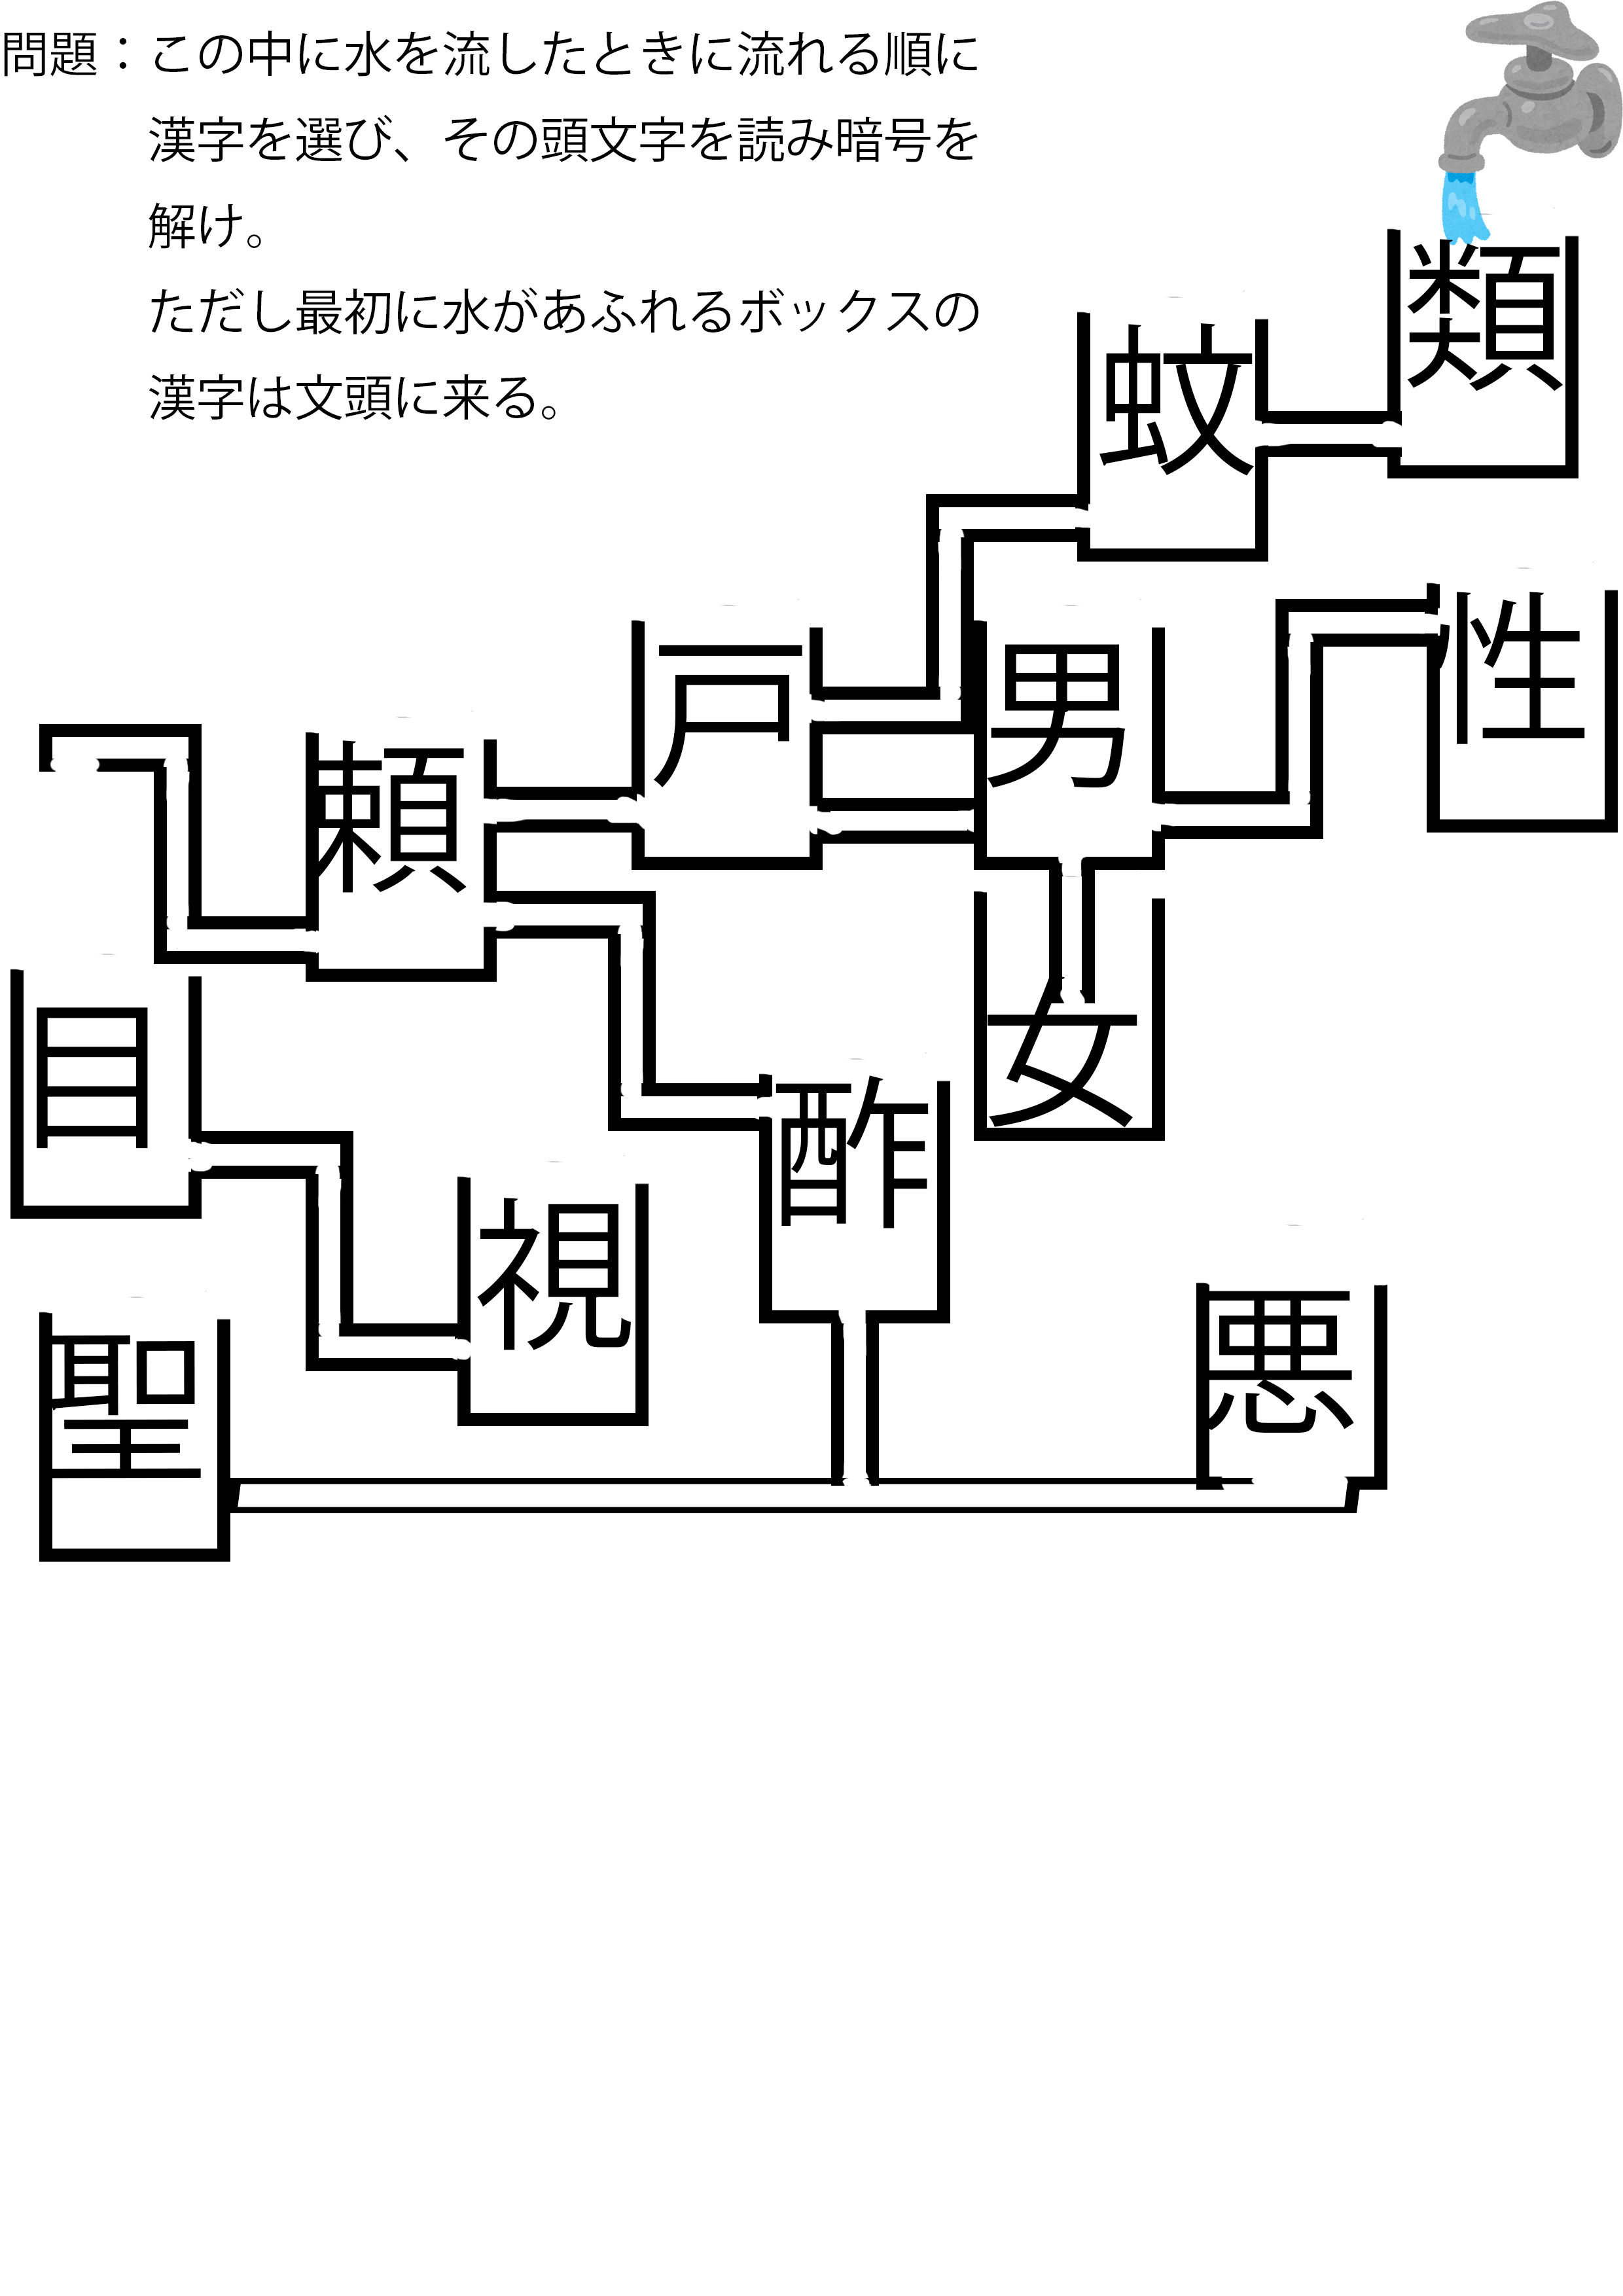 問題：この中に水を流したときに流れる順に
漢字を選び、その頭文字を読み暗号を
解け。
ただし最初に水があふれるボックスの
漢字は文頭に来る。
類
蚊
性
男
戸
頼
女
目
酢
視
悪
聖